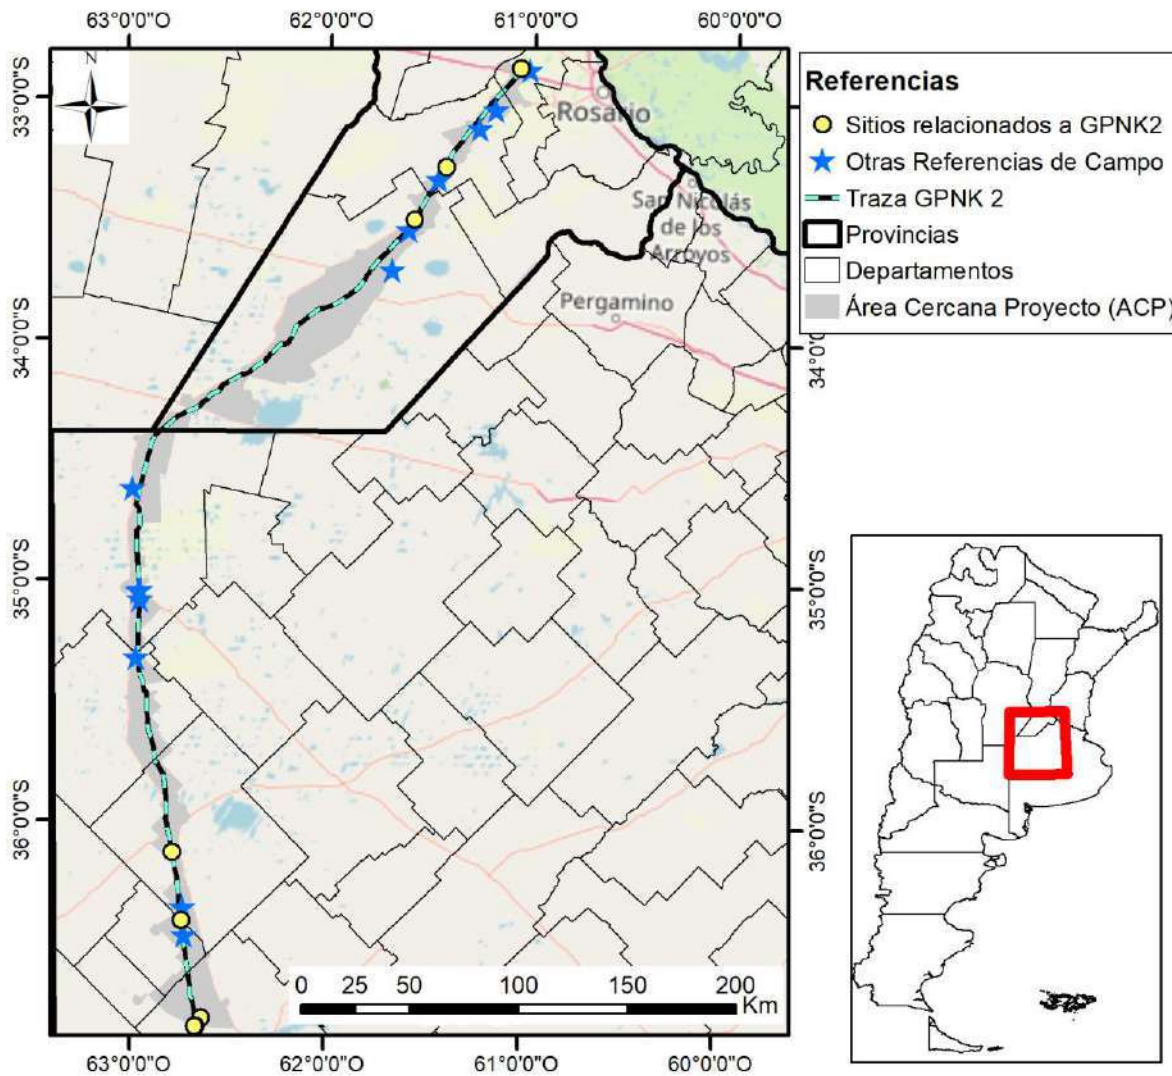 63°0'0"O 62°0'0"O 61°0'0"O 60°0'0"O
N
33°0'0"S
Rosario
San Nicolás
de los
Arroyos
Pergamino
34°0'0"S
34°0'0"S
35°0'0"S
35°0'0"S
36°0'0"S
36°0'0"S
0 25 50 100 150 200
Km
63°0'0"O 62°0'0"O 61°0'0"O 60°0'0"O
Referencias
Sitios relacionados a GPNK2
Otras Referencias de Campo
Traza GPNK 2
Provincias
Departamentos
Área Cercana Proyecto (ACP)